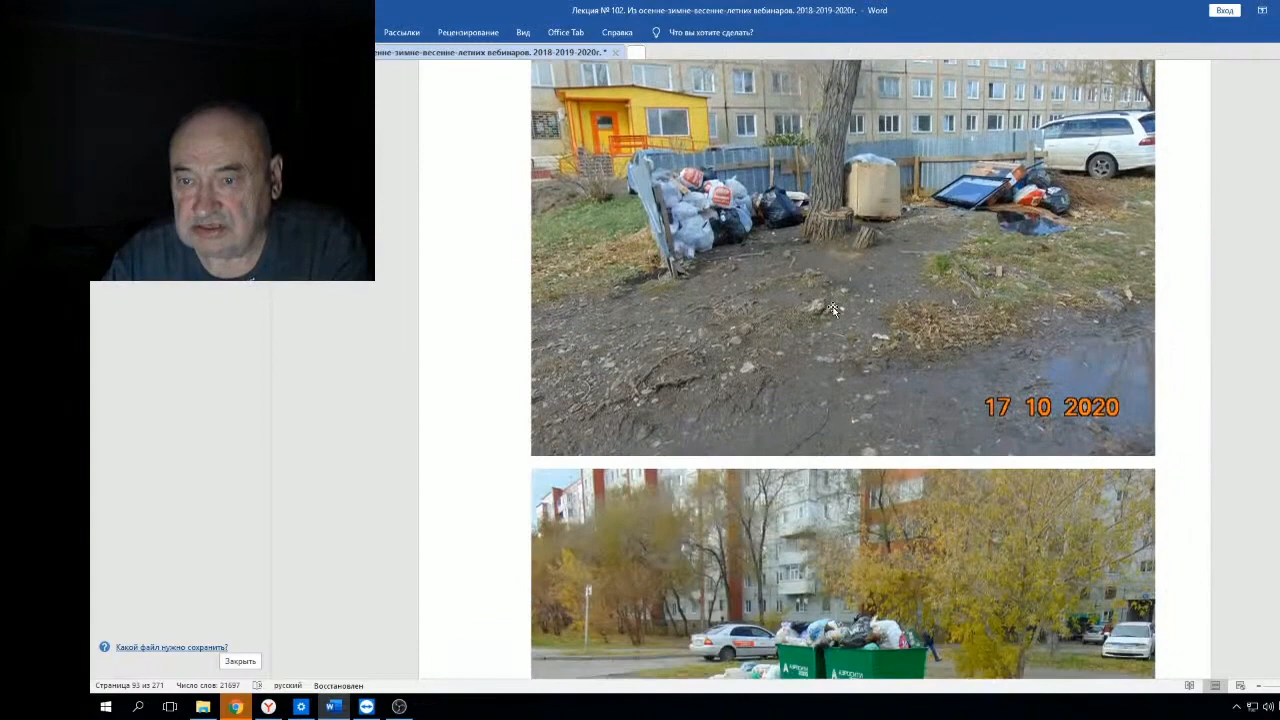 Лекция № 102. Из осенне-зимне-весенне-летних вебинаров. 2018-2019-2020г. - Word
Вход
Рассылки Рецензирование Вид Office Tab Справка Что вы хотите сделать?
енне-зимне-весенне-летних вебинаров. 2018-2019-2020г. *
17 10 2020
АЭРОСИТИ
АЭРОСИТИ
Какой файл нужно сохранить?
Закрыть
Страница 93 из 271 Число слов: 21697 русский Восстановлен